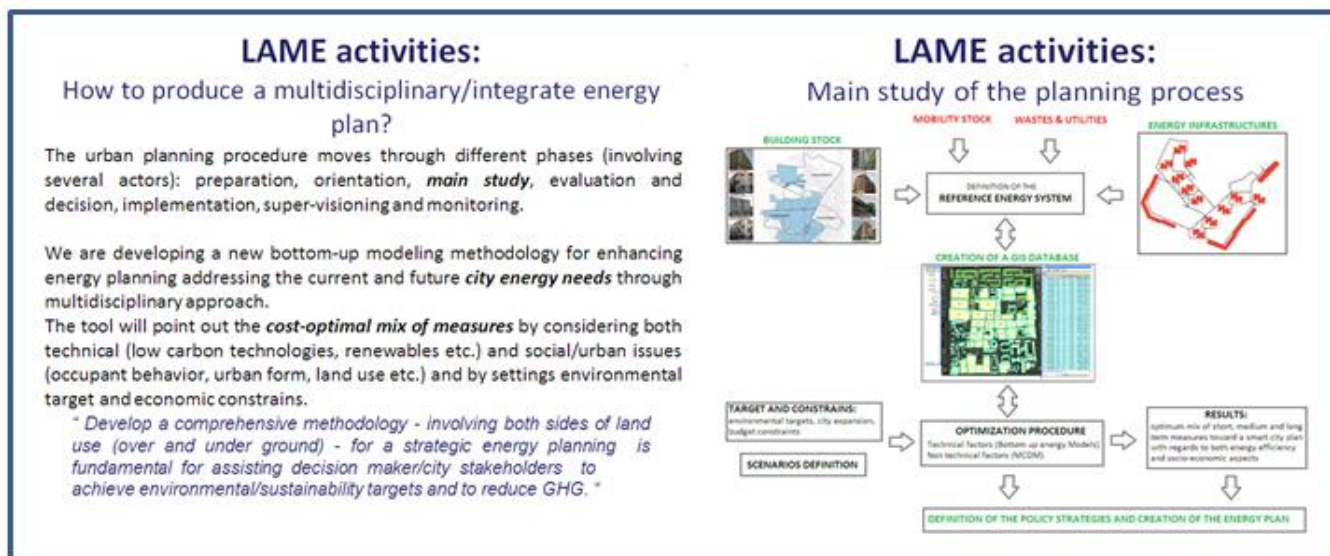 LAME activities:
How to produce a multidisciplinary/integrate energy
plan?
The urban planning procedure moves through different phases (involving
several actors): preparation, orientation, main study, evaluation and
decision, implementation, super-visioning and monitoring.
We are developing a new bottom-up modeling methodology for enhancing
energy planning addressing the current and future city energy needs through
multidisciplinary approach.
The tool will point out the cost-optimal mix of measures by considering both
technical (low carbon technologies, renewables etc.) and social/urban issues
(occupant behavior, urban form, land use etc.) and by settings environmental
target and economic constrains.
" Develop a comprehensive methodology - involving both sides of land
use (over and under ground) - for a strategic energy planning is
fundamental for assisting decision maker/city stakeholders to
achieve environmental/sustainability targets and to reduce GHG. "
LAME activities:
Main study of the planning process
MOBILITY STOCK
WASTES & UTILITIES
BUILDING STOCK
ENERGY INFRASTRUCTURES
DEFINITION OF THE
REFERENCE ENERGY SYSTEM
CREATION OF A GIS DATABASE
TARGET AND CONSTRAINS:
environmental targets, city expansion,
budget constraints
SCENARIOS DEFINITION
OPTIMIZATION PROCEDURE
Technical factors (Bottom up energy Models)
Non technical factors (MCDM)
RESULTS:
optimum mix of short, medium and long
term measures toward a smart city plan
with regards to both energy efficiency
and socio-economic aspects
DEFINITION OF THE POLICY STRATEGIES AND CREATION OF THE ENERGY PLAN